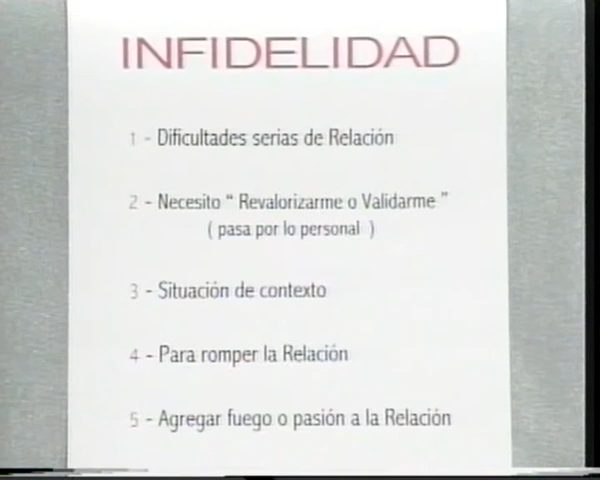 INFIDELIDAD
1 - Dificultades serias de Relación
2 - Necesito “ Revalorizarme o Validarme ”
( pasa por lo personal )
3 - Situación de contexto
4 - Para romper la Relación
5 - Agregar fuego o pasión a la Relación